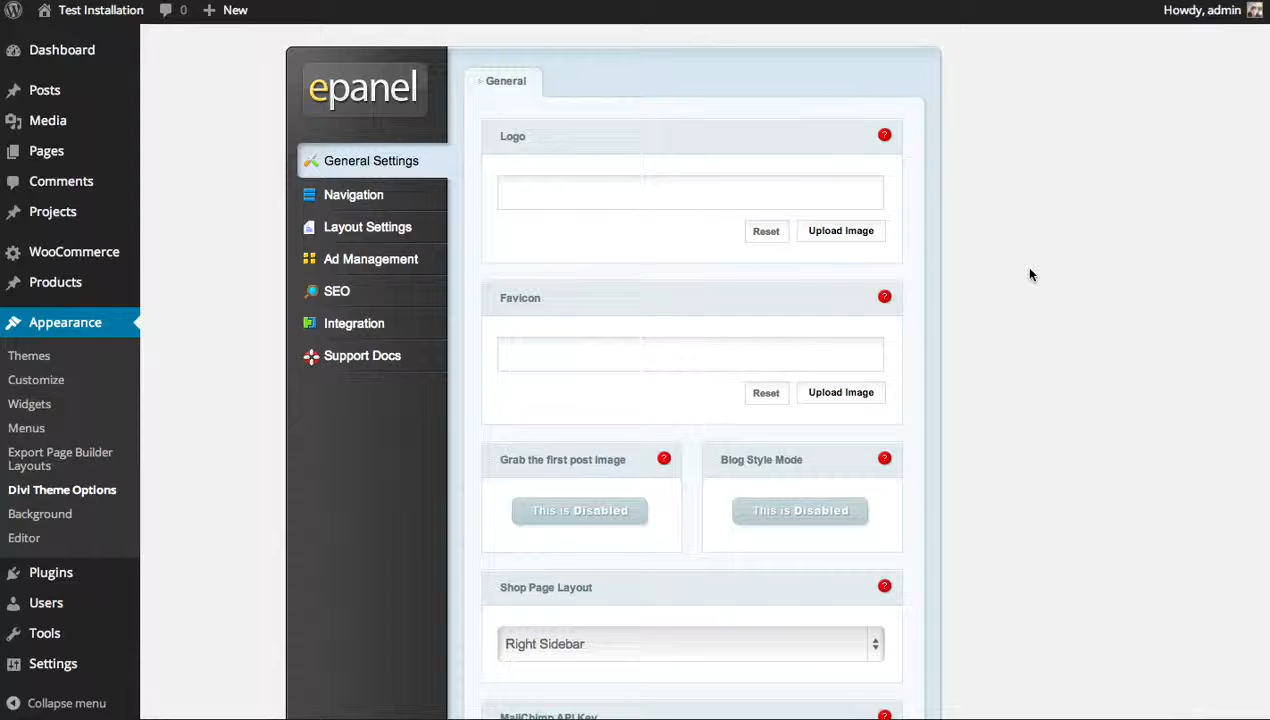 Test Installation
0
New
Howdy, admin
Dashboard
Posts
Media
Pages
Comments
Projects
WooCommerce
Products
Appearance
Themes
Customize
Widgets
Menus
Export Page Builder
Layouts
Divi Theme Options
Background
Editor
Plugins
Users
Tools
Settings
Collapse menu
epanel
General Settings
Navigation
Layout Settings
Ad Management
SEO
Integration
Support Docs
General
Logo
?
Reset
Upload Image
Favicon
?
Reset
Upload Image
Grab the first post image
?
This is Disabled
Blog Style Mode
?
This is Disabled
Shop Page Layout
?
Right Sidebar
MailChimp API Key
?